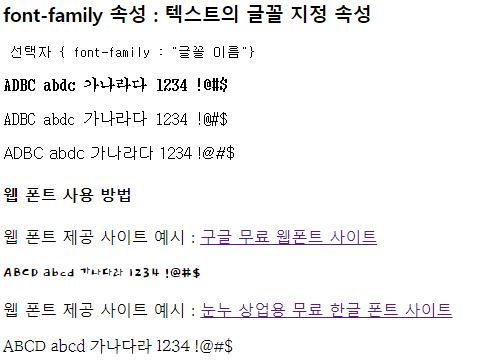 font-family 속성 : 텍스트의 글꼴 지정 속성
선택자 { font-family : "글꼴 이름"}
ADBC abdc 가나라다 1234 !@#$
ADBC abdc 가나라다 1234 !@#$
ADBC abdc 가나라다 1234 !@#$
웹 폰트 사용 방법
웹 폰트 제공 사이트 예시 : 구글 무료 웹폰트 사이트
ABCD abcd 가나다라 1234 !@#$
웹 폰트 제공 사이트 예시 : 눈누 상업용 무료 한글 폰트 사이트
ABCD abcd 가나다라 1234 !@#$